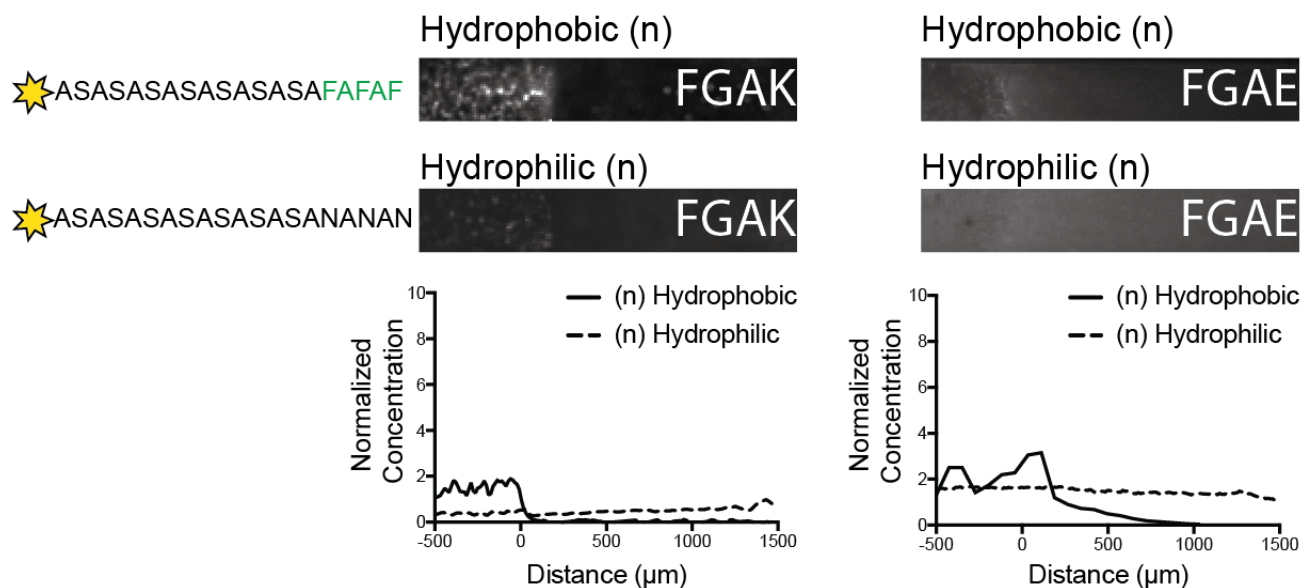 Hydrophobic (n)
Hydrophobic (n)
ASASASASASASASAFAFAF
FGAK
FGAE
Hydrophilic (n)
Hydrophilic (n)
ASASASASASASASANANAN
FGAK
FGAE
(n) Hydrophobic
(n) Hydrophilic
Normalized
Concentration
10
8
6
4
2
0
-500
0
500
1000
1500
Distance (µm)
(n) Hydrophobic
(n) Hydrophilic
Normalized
Concentration
10
8
6
4
2
0
-500
0
500
1000
1500
Distance (µm)